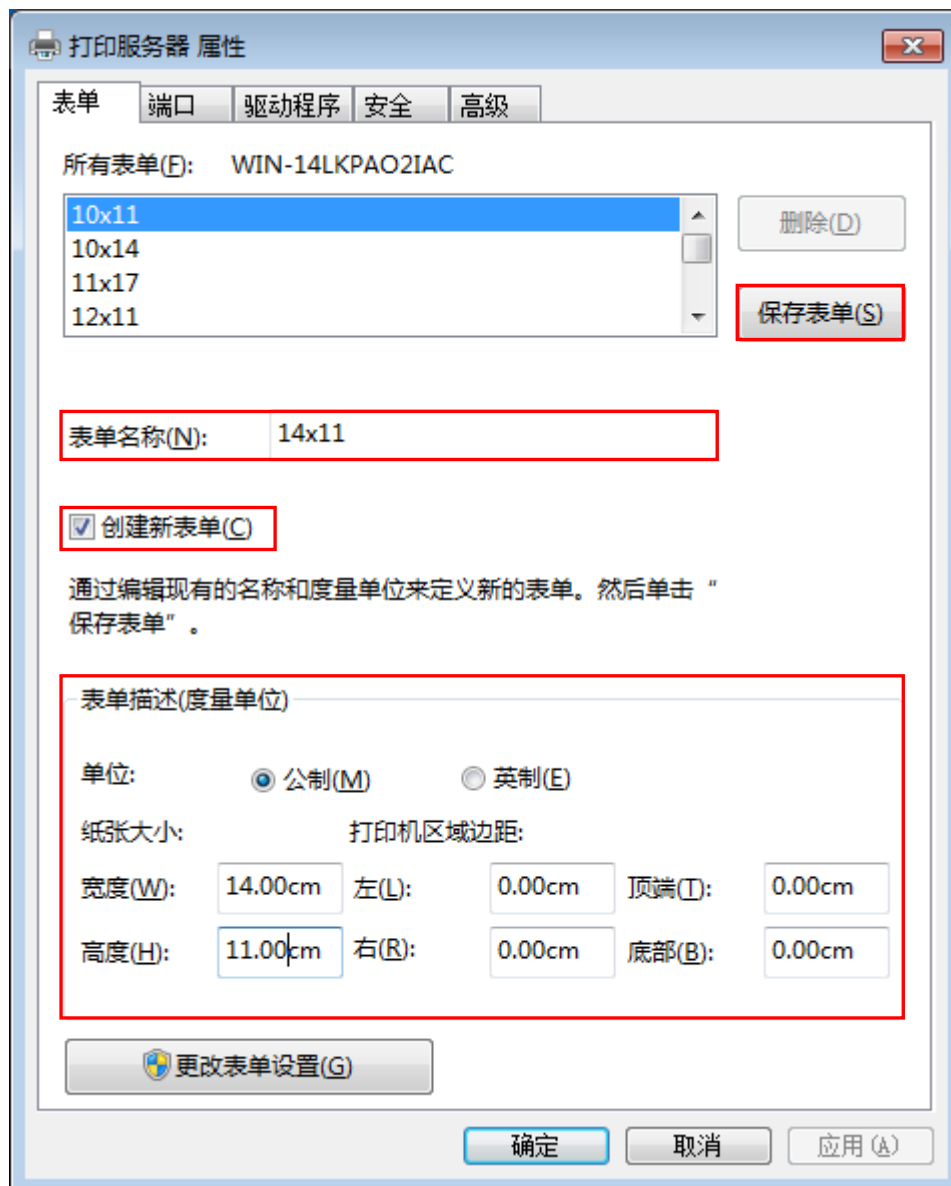 打印服务器 属性
表单 端口 驱动程序 安全 高级
所有表单(F): WIN-14LKPAO2IAC
10x11
删除(D)
10x14
11x17
12x11
保存表单(S)
表单名称(N): 14x11
创建新表单(C)
通过编辑现有的名称和度量单位来定义新的表单。然后单击“
保存表单”。
表单描述(度量单位)
单位: 公制(M) 英制(E)
纸张大小: 打印机区域边距:
宽度(W): 14.00cm 左(L): 0.00cm 顶端(T): 0.00cm
高度(H): 11.00cm 右(R): 0.00cm 底部(B): 0.00cm
更改表单设置(G)
确定 取消 应用(A)